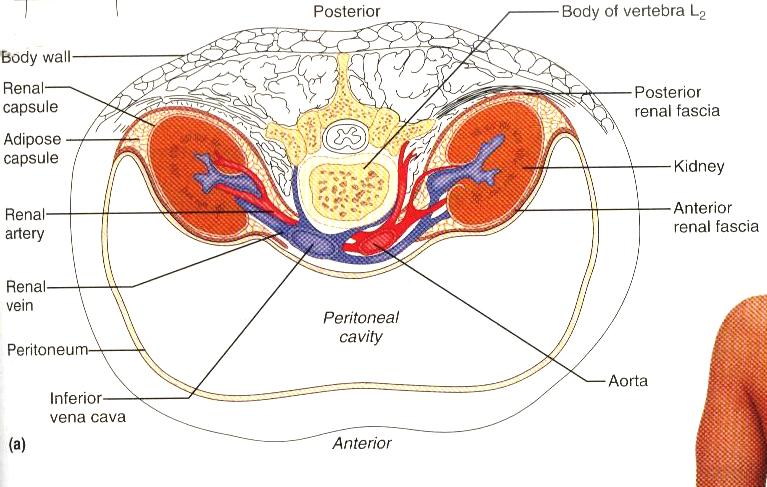 Posterior
Body of vertebra L2
Body wall
Renal
capsule
Adipose
capsule
Renal
artery
Renal
vein
Peritoneum
Inferior
vena cava
(a)
Posterior
renal fascia
Kidney
Anterior
renal fascia
Peritoneal
cavity
Aorta
Anterior